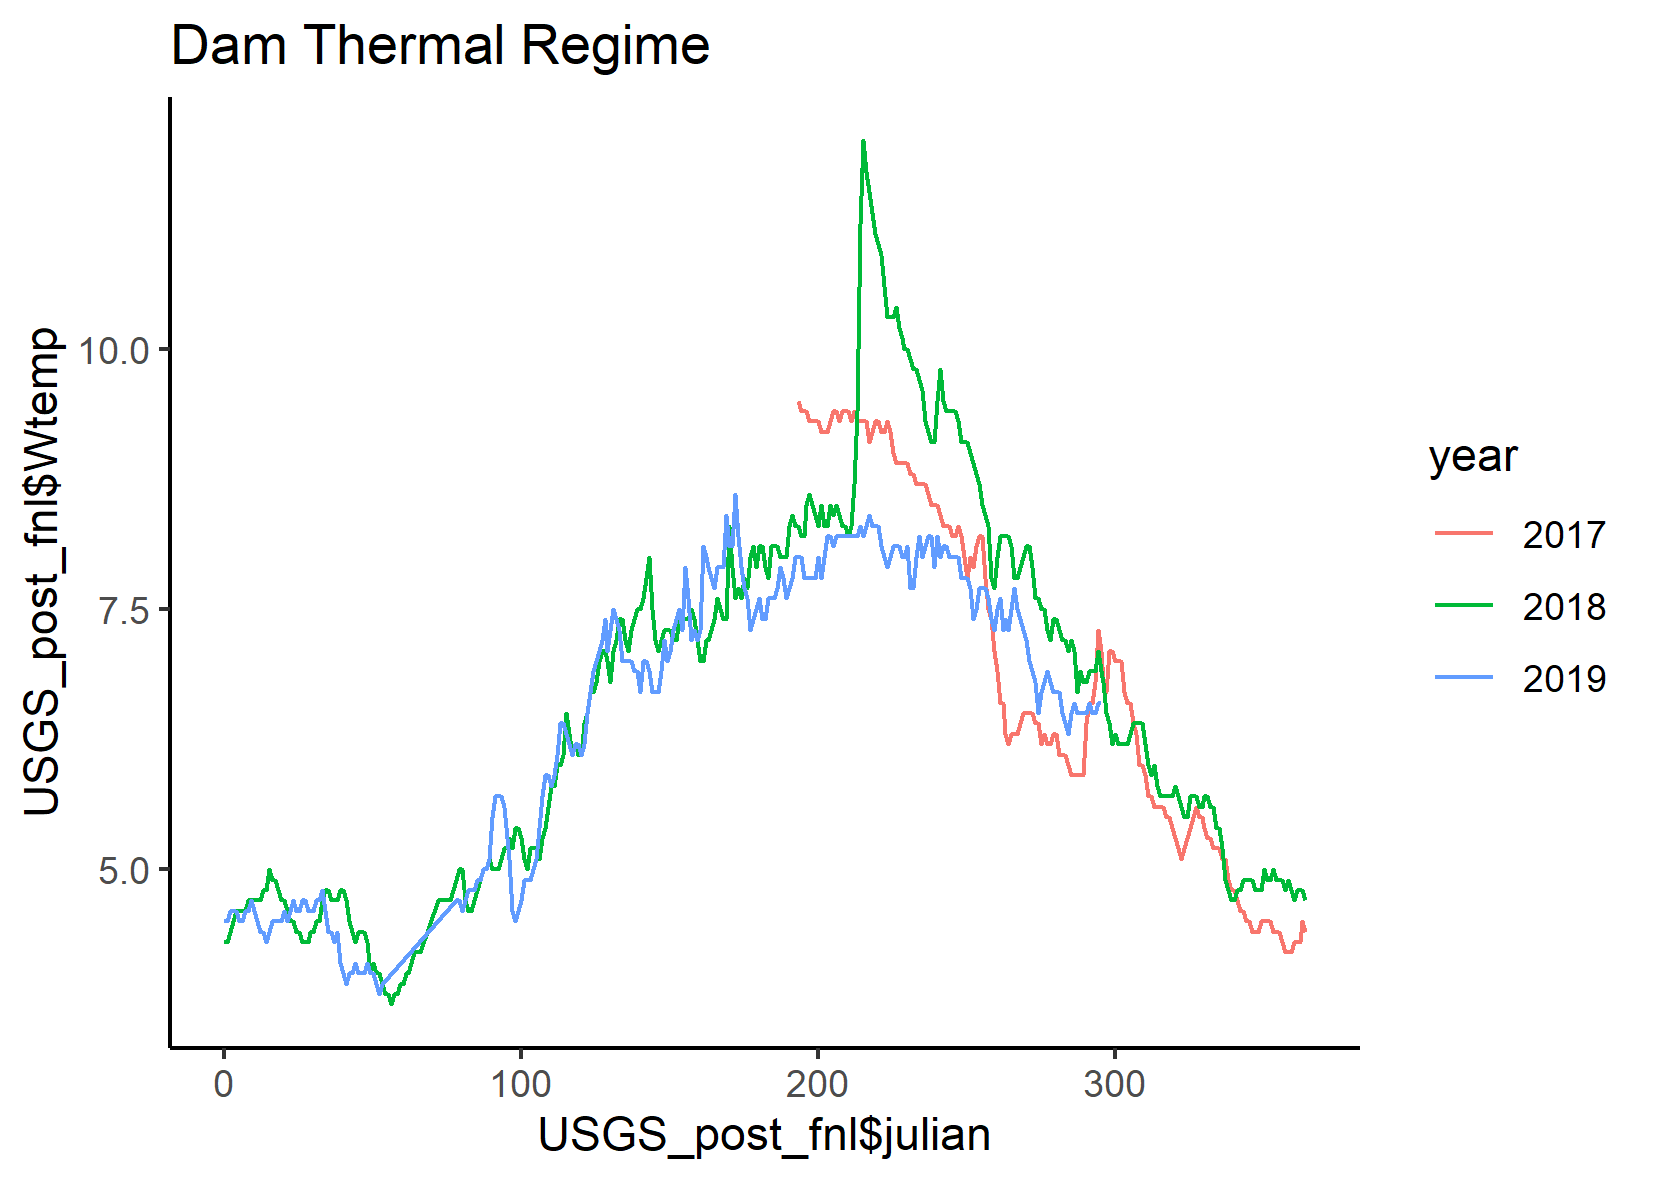 Dam Thermal Regime
USGS_post_fnl$Wtemp
10.0
7.5
5.0
0 100 200 300
USGS_post_fnl$julian
year
2017
2018
2019